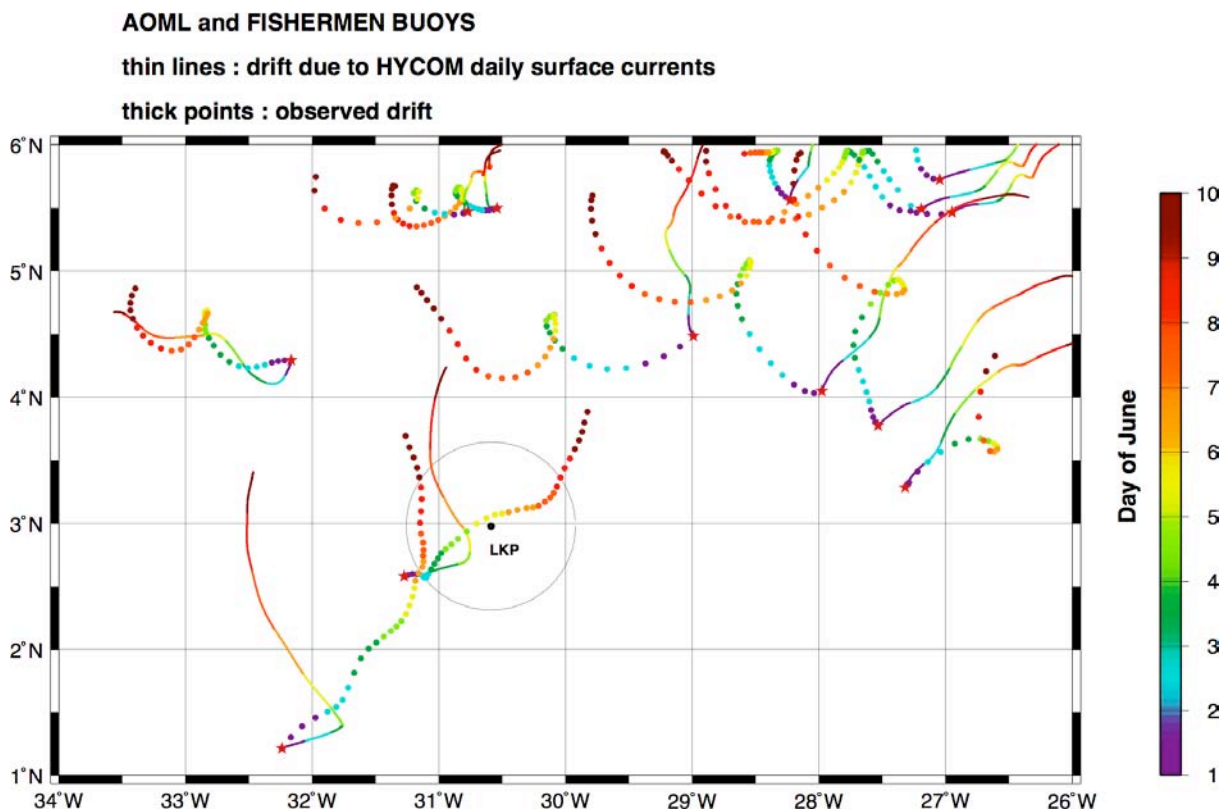 AOML and FISHERMEN BUOYS
thin lines : drift due to HYCOM daily surface currents
thick points : observed drift
6˚N
5˚N
4˚N
3˚N
2˚N
1˚N
LKP
34˚W 33˚W 32˚W 31˚W 30˚W 29˚W 28˚W 27˚W 26˚W
Day of June
10
9
8
7
6
5
4
3
2
1